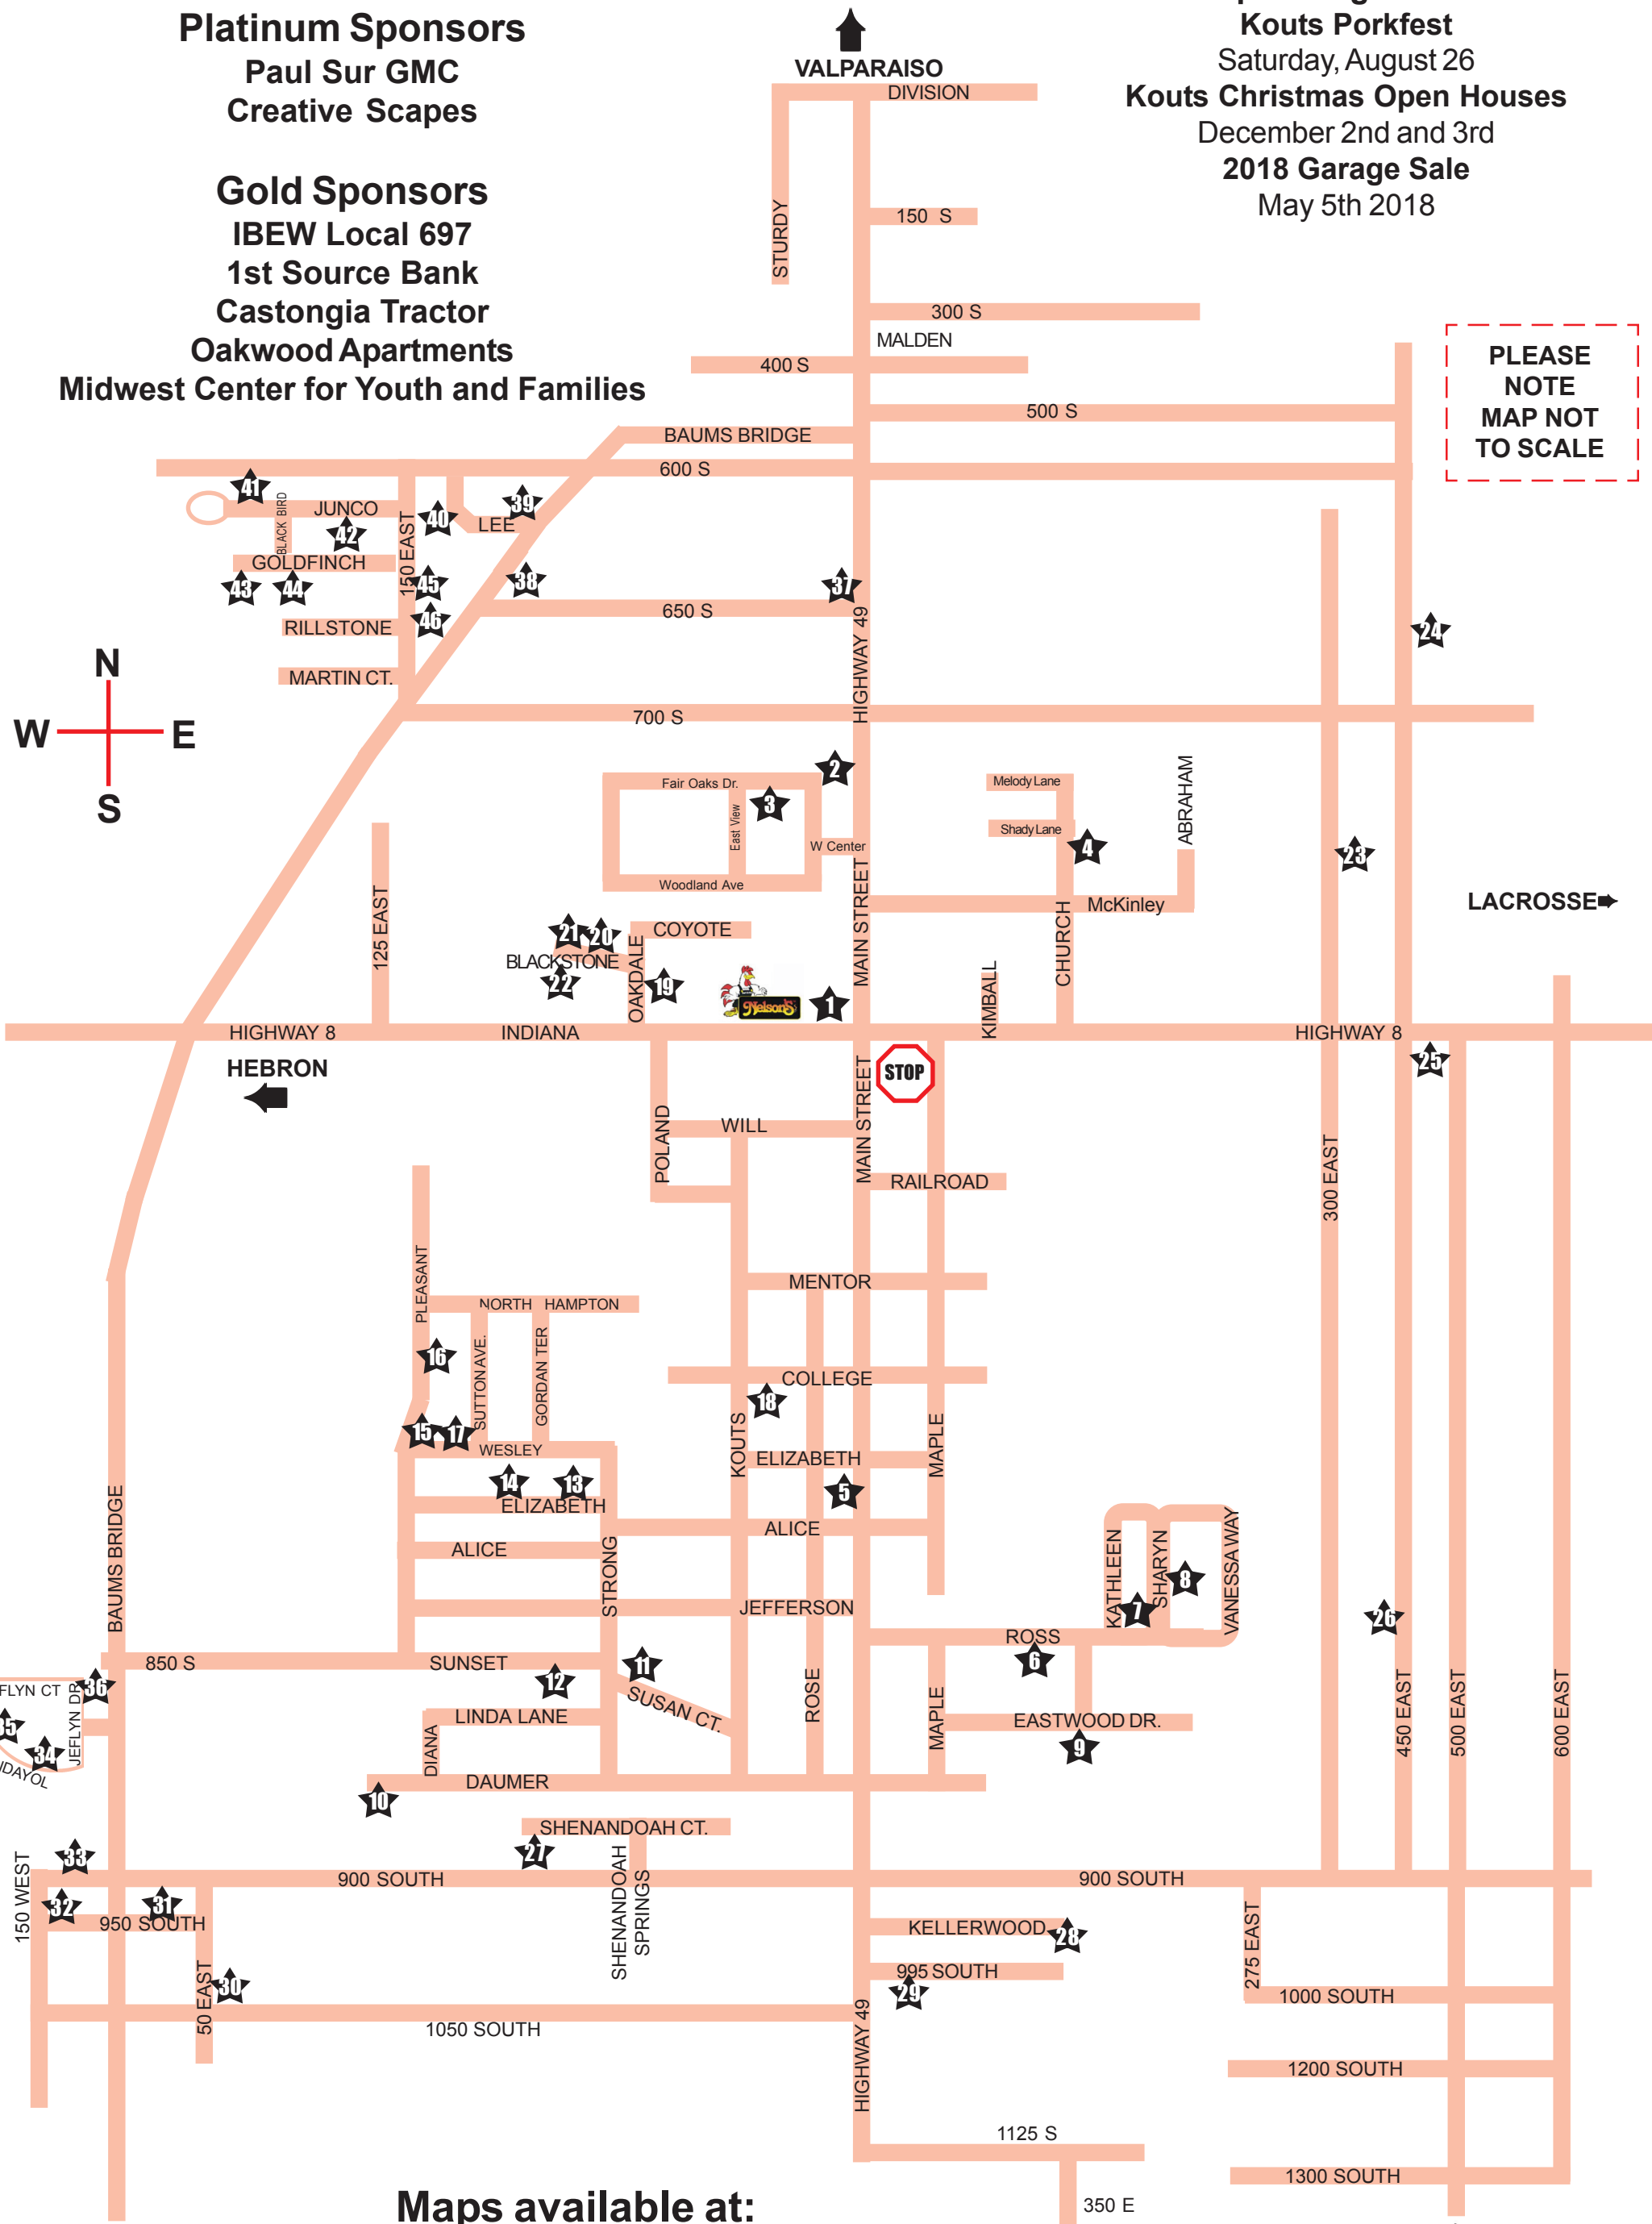 Platinum Sponsors
Paul Sur GMC
Creative Scapes
Gold Sponsors
IBEW Local 697
1st Source Bank
Castongia Tractor
Oakwood Apartments
Midwest Center for Youth and Families
VALPARAISO
Kouts Porkfest
Saturday, August 26
Kouts Christmas Open Houses
December 2nd and 3rd
2018 Garage Sale
May 5th 2018
PLEASE
NOTE
MAP NOT
TO SCALE
DIVISION
STURDY
150 S
300 S
MALDEN
400 S
500 S
BAUMS BRIDGE
600 S
41
BLACK BIRD
JUNCO
42
150 EAST
40
LEE
39
GOLDFINCH
43
44
45
38
37
46
650 S
RILLSTONE
HIGHWAY 49
24
MARTIN CT.
700 S
N
W
E
S
2
Fair Oaks Dr.
3
East View
W Center
Woodland Ave
Melody Lane
Shady Lane
4
ABRAHAM
23
MAIN STREET
McKinley
CHURCH
LACROSSE
125 EAST
21
20
COYOTE
BLACKSTONE
22
OAKDALE
19
Nelson's
1
KIMBALL
HIGHWAY 8
INDIANA
HIGHWAY 8
HEBRON
STOP
25
MAIN STREET
POLAND
WILL
RAILROAD
300 EAST
PLEASANT
MENTOR
NORTH HAMPTON
16
SUTTON AVE.
GORDAN TER
COLLEGE
18
15
17
WESLEY
KOUTS
MAPLE
ELIZABETH
14
13
5
ELIZABETH
ALICE
ALICE
BAUMS BRIDGE
STRONG
KATHLEEN
SHARYN
8
VANESSA WAY
7
JEFFERSON
26
ROSS
6
850 S
SUNSET
11
12
SUSAN CT.
ROSE
MAPLE
36
FLYN CT
JEFLYN DR
35
34
IDAYOL
LINDA LANE
DIANA
EASTWOOD DR.
9
450 EAST
500 EAST
600 EAST
DAUMER
10
SHENANDOAH CT.
27
33
150 WEST
900 SOUTH
SHENANDOAH
SPRINGS
900 SOUTH
32
31
950 SOUTH
KELLERWOOD
28
275 EAST
995 SOUTH
29
30
50 EAST
1000 SOUTH
1050 SOUTH
HIGHWAY 49
1200 SOUTH
1125 S
1300 SOUTH
350 E
Maps available at: